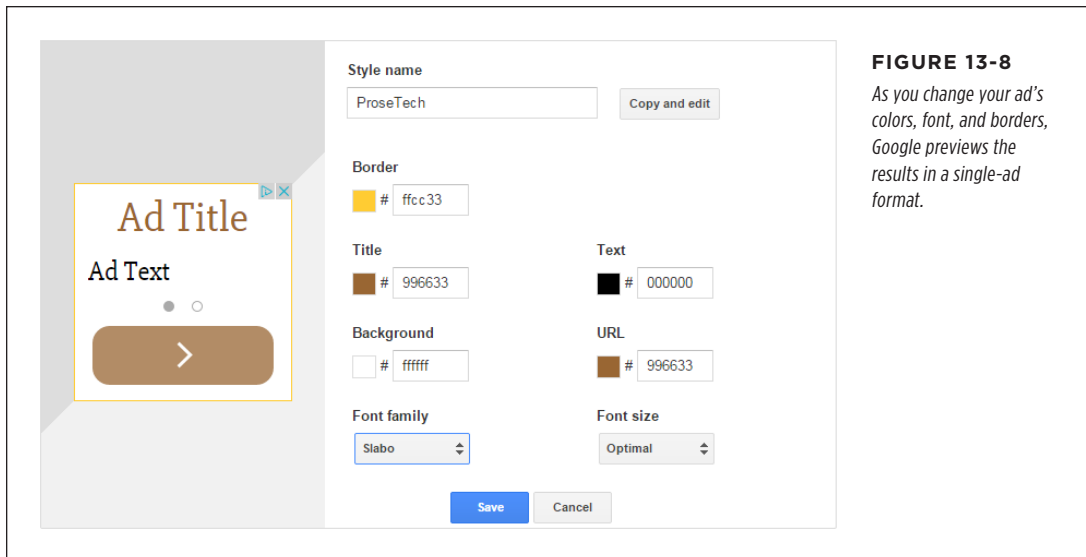 Ad Title
Ad Text
Style name
ProseTech
Copy and edit
Border
# ffcc33
Title
# 996633
Text
# 000000
Background
# ffffff
URL
# 996633
Font family
Slabo
Font size
Optimal
Save
Cancel
FIGURE 13-8
As you change your ad’s
colors, font, and borders,
Google previews the
results in a single-ad
format.